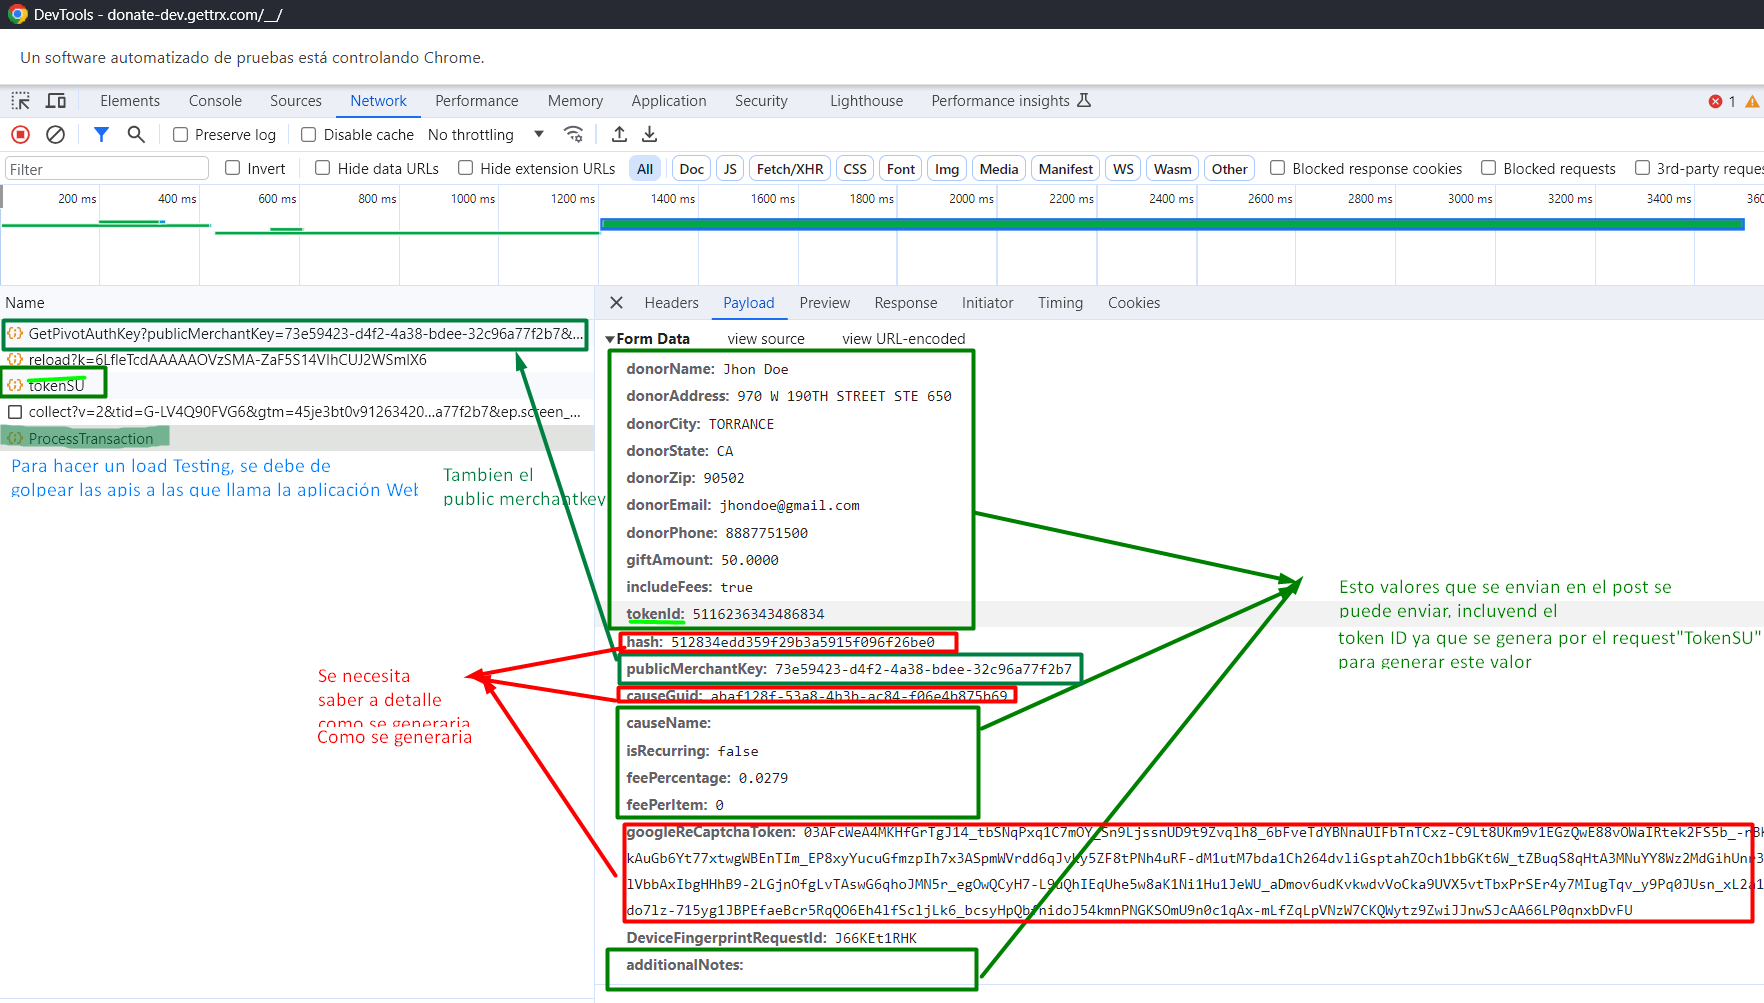 DevTools - donate-dev.gettrx.com/__/
Un software automatizado de pruebas está controlando Chrome.
Elements Console Sources Network Performance Memory Application Security Lighthouse Performance insights 1
Preserve log Disable cache No throttling
Filter Invert Hide data URLs Hide extension URLs All Doc JS Fetch/XHR CSS Font Img Media Manifest WS Wasm Other Blocked response cookies Blocked requests 3rd-party reques
200 ms 400 ms 600 ms 800 ms 1000 ms 1200 ms 1400 ms 1600 ms 1800 ms 2000 ms 2200 ms 2400 ms 2600 ms 2800 ms 3000 ms 3200 ms 3400 ms 360
Name
GetPivotAuthKey?publicMerchantKey=73e59423-d4f2-4a38-bdee-32c96a77f2b7&...
reload?k=6LfleTcdAAAAAOVzSMA-ZaF5S14VIhCUJ2WSmlX6
tokenSU
collect?v=2&tid=G-LV4Q90FVG6&gtm=45je3bt0v91263420...a77f2b7&ep.screen_...
ProcessTransaction
Para hacer un load Testing, se debe de
golpear las apis a las que llama la aplicación Web
Tambien el
public merchantkey
Se necesita
saber a detalle
como se generaria
Como se generaria
Headers Payload Preview Response Initiator Timing Cookies
Form Data view source view URL-encoded
donorName: Jhon Doe
donorAddress: 970 W 190TH STREET STE 650
donorCity: TORRANCE
donorState: CA
donorZip: 90502
donorEmail: jhondoe@gmail.com
donorPhone: 8887751500
giftAmount: 50.0000
includeFees: true
tokenId: 5116236343486834
hash: 512834edd359f29b3a5915f096f26be0
publicMerchantKey: 73e59423-d4f2-4a38-bdee-32c96a77f2b7
causeGuid: abaf128f-53a8-4b3b-ac84-f06e4b875b69
causeName:
isRecurring: false
feePercentage: 0.0279
feePerItem: 0
googleReCaptchaToken: 03AFcWeA4MKHfGrTgJ14_tbSNqPxq1C7mOY_Sn9LjssnUD9t9Zvqlh8_6bFveTdYBNnaUIFbTnTCxz-C9Lt8UKm9v1EGzQwE88vOWaIRtek2FS5b_-rBK
kAuGb6Yt77xtwgWBEnTIm_EP8xyYucuGfmzpIh7x3ASpmWVrdd6qJvky5ZF8tPNh4uRF-dM1utM7bda1Ch264dvliGsptahZOch1bbGKt6W_tZBuqS8qHtA3MNuYY8Wz2MdGihUnr3
lVbbAxIbgHHhB9-2LGjnOfgLvTAswG6qhoJMN5r_egOwQCyH7-L9uQhIEqUhe5w8aK1Ni1Hu1JeWU_aDmov6udKvkwdvVoCka9UVX5vtTbxPrSEr4y7MIugTqv_y9Pq0JUsn_xL2a1
do7lz-715yg1JBPEfaeBcr5RqQO6Eh4lfScljLk6_bcsyHpQbfnidoJ54kmnPNGKSOmU9n0c1qAx-mLfZqLpVNzW7CKQWytz9ZwiJJnwSJcAA66LP0qnxbDvFU
DeviceFingerprintRequestId: J66KEt1RHK
additionalNotes:
Esto valores que se envian en el post se
puede enviar, incluyend el
token ID ya que se genera por el request"TokenSU"
para generar este valor